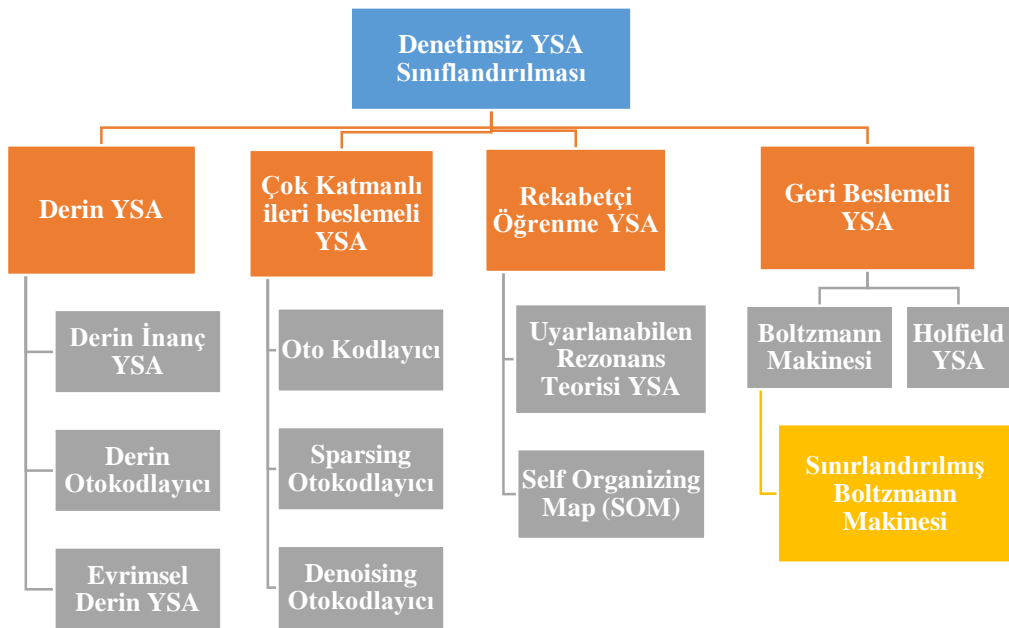 Denetimsiz YSA
Sınıflandırılması
Derin YSA
Çok Katmanlı
ileri beslemeli
YSA
Rekabetçi
Öğrenme YSA
Geri Beslemeli
YSA
Derin İnanç
YSA
Derin
Otokodlayıcı
Evrimsel
Derin YSA
Oto Kodlayıcı
Sparsing
Otokodlayıcı
Denoising
Otokodlayıcı
Uyarlanabilen
Rezonans
Teorisi YSA
Self Organizing
Map (SOM)
Boltzmann
Makinesi
Holfield
YSA
Sınırlandırılmış
Boltzmann
Makinesi